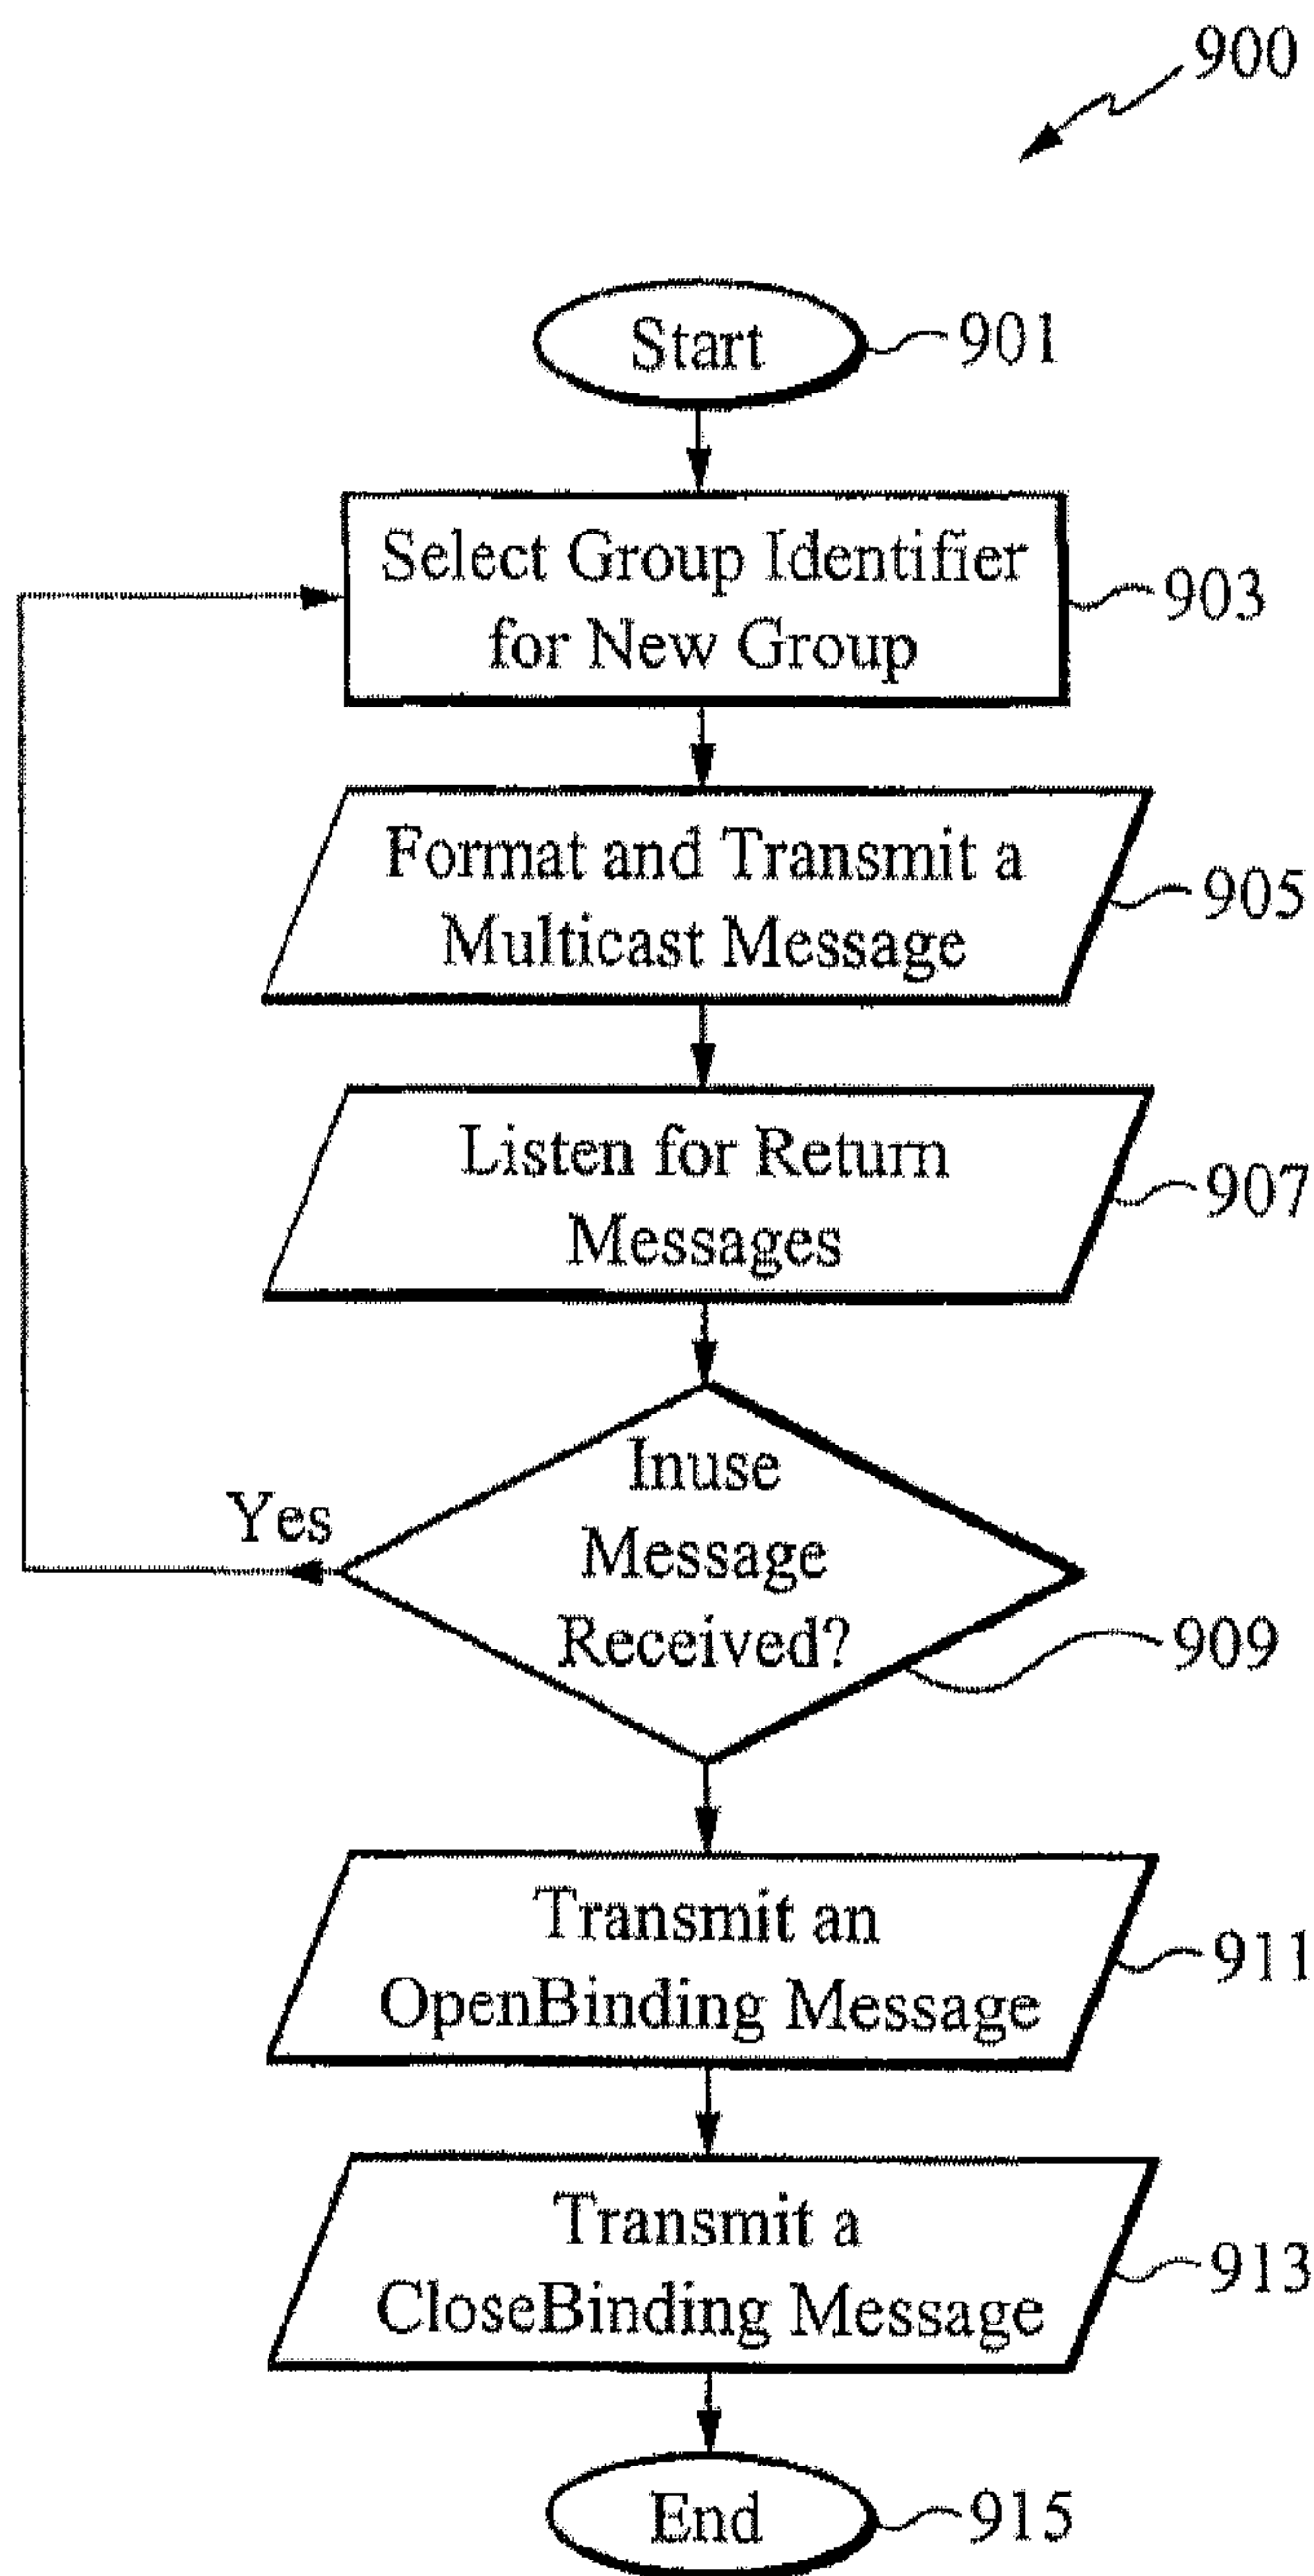 900
Start
901
Select Group Identifier
for New Group
903
Format and Transmit a
Multicast Message
905
Listen for Return
Messages
907
Inuse
Message
Received?
Yes
909
Transmit an
OpenBinding Message
911
Transmit a
CloseBinding Message
913
End
915